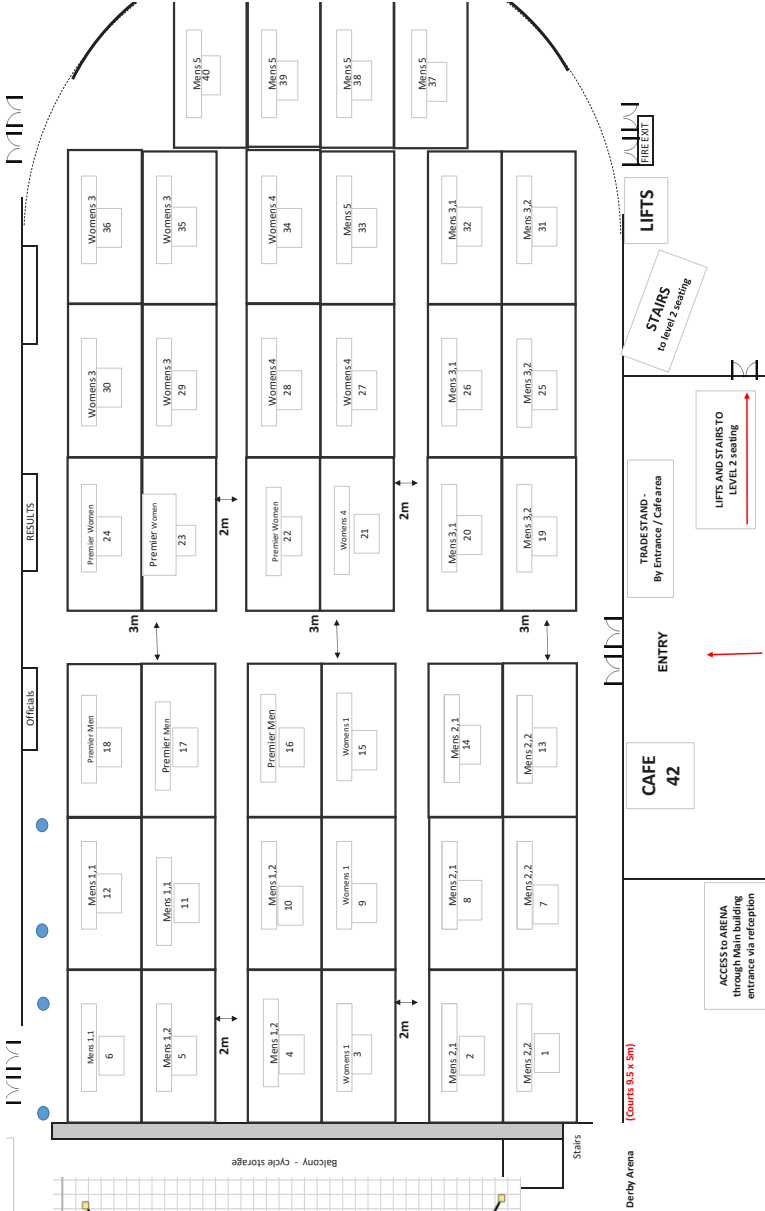 Mens 5
40
Mens 5
39
Mens 5
38
Mens 5
37
FIRE EXIT
Womens 3
36
Womens 3
35
Womens 4
34
Mens 5
33
Mens 3,1
32
Mens 3,2
31
LIFTS
STAIRS
to level 2 seating
Womens 3
30
Womens 3
29
Womens 4
28
Womens 4
27
Mens 3,1
26
Mens 3,2
25
LIFTS AND STAIRS TO
LEVEL 2 seating
RESULTS
Premier Women
24
Premier Women
23
2m
Premier Women
22
Womens 4
21
2m
Mens 3,1
20
Mens 3,2
19
TRADE STAND -
By Entrance / Cafe area
3m
3m
3m
ENTRY
Officials
Premier Men
18
Premier Men
17
Premier Men
16
Womens 1
15
Mens 2,1
14
Mens 2,2
13
CAFE
42
Mens 1,1
12
Mens 1,1
11
Mens 1,2
10
Womens 1
9
Mens 2,1
8
Mens 2,2
7
ACCESS to ARENA
through Main building
entrance via refception
Mens 1,1
6
Mens 1,2
5
2m
Mens 1,2
4
Womens 1
3
2m
Mens 2,1
2
Mens 2,2
1
(Courts 9.5 x 5m)
Balcony - cycle storage
Stairs
Derby Arena